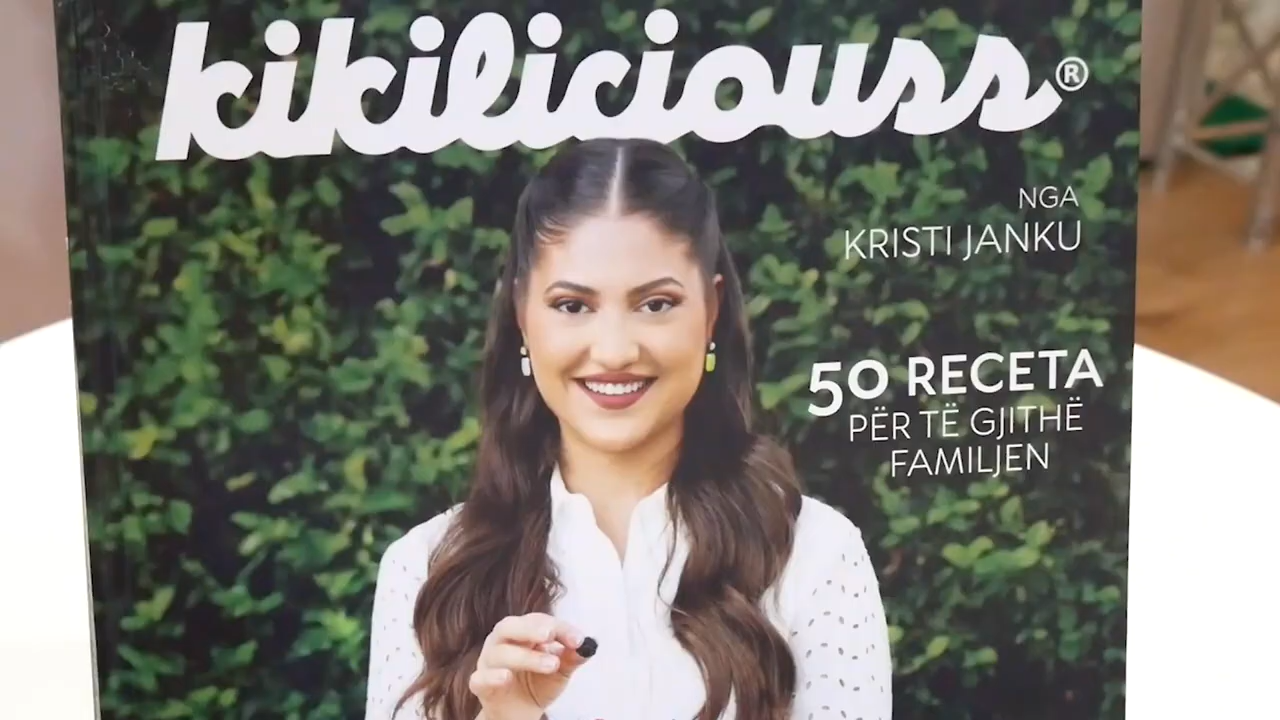 kikiliciouss®
NGA
KRISTI JANKU
50 RECETA
PËR TË GJITHË
FAMILJEN